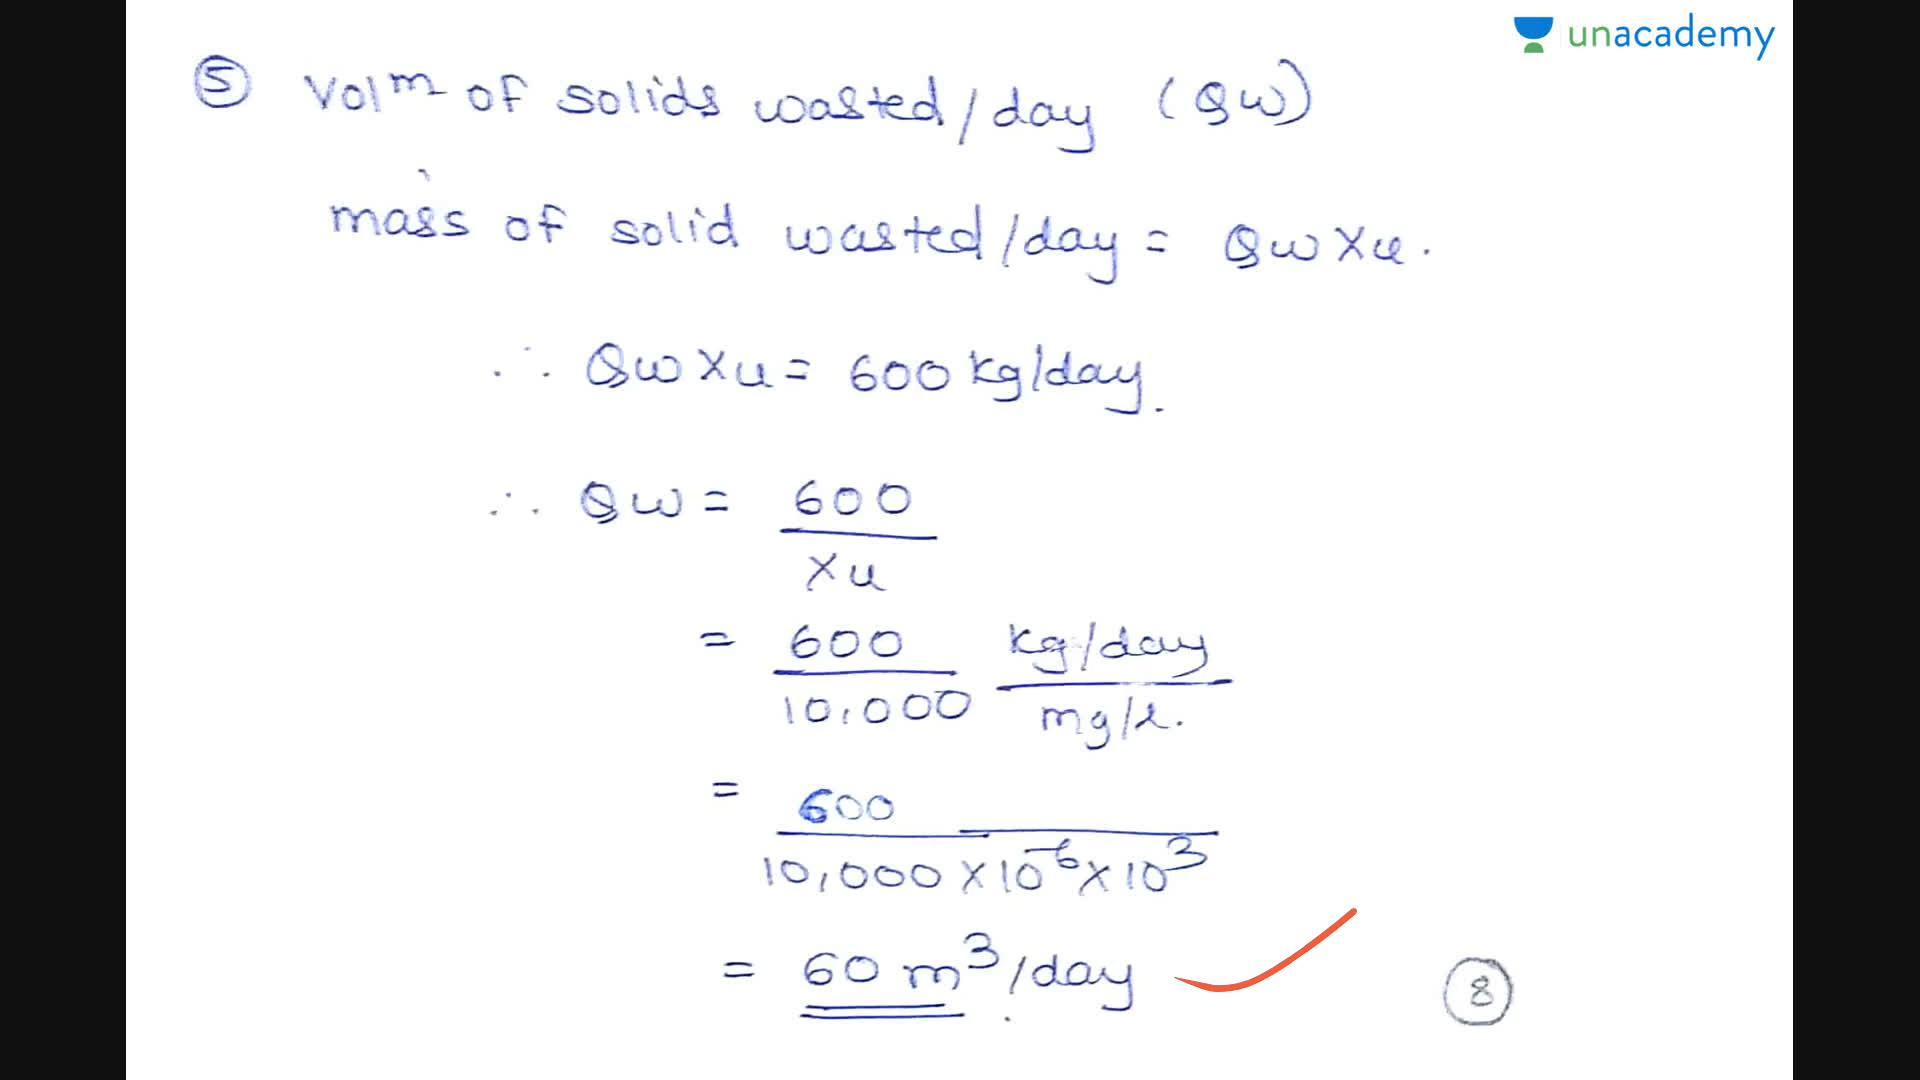 unacademy
⑤ Volᵐ of solids wasted/day (Qw)
mass of solid wasted/day = Qw Xu.
∴ Qw Xu = 600 kg/day.
∴ Qw = 600
Xu
= 600 kg/day
10,000 mg/l.
= 600
10,000 × 10⁻⁶ × 10³
= 60 m³/day
⑧